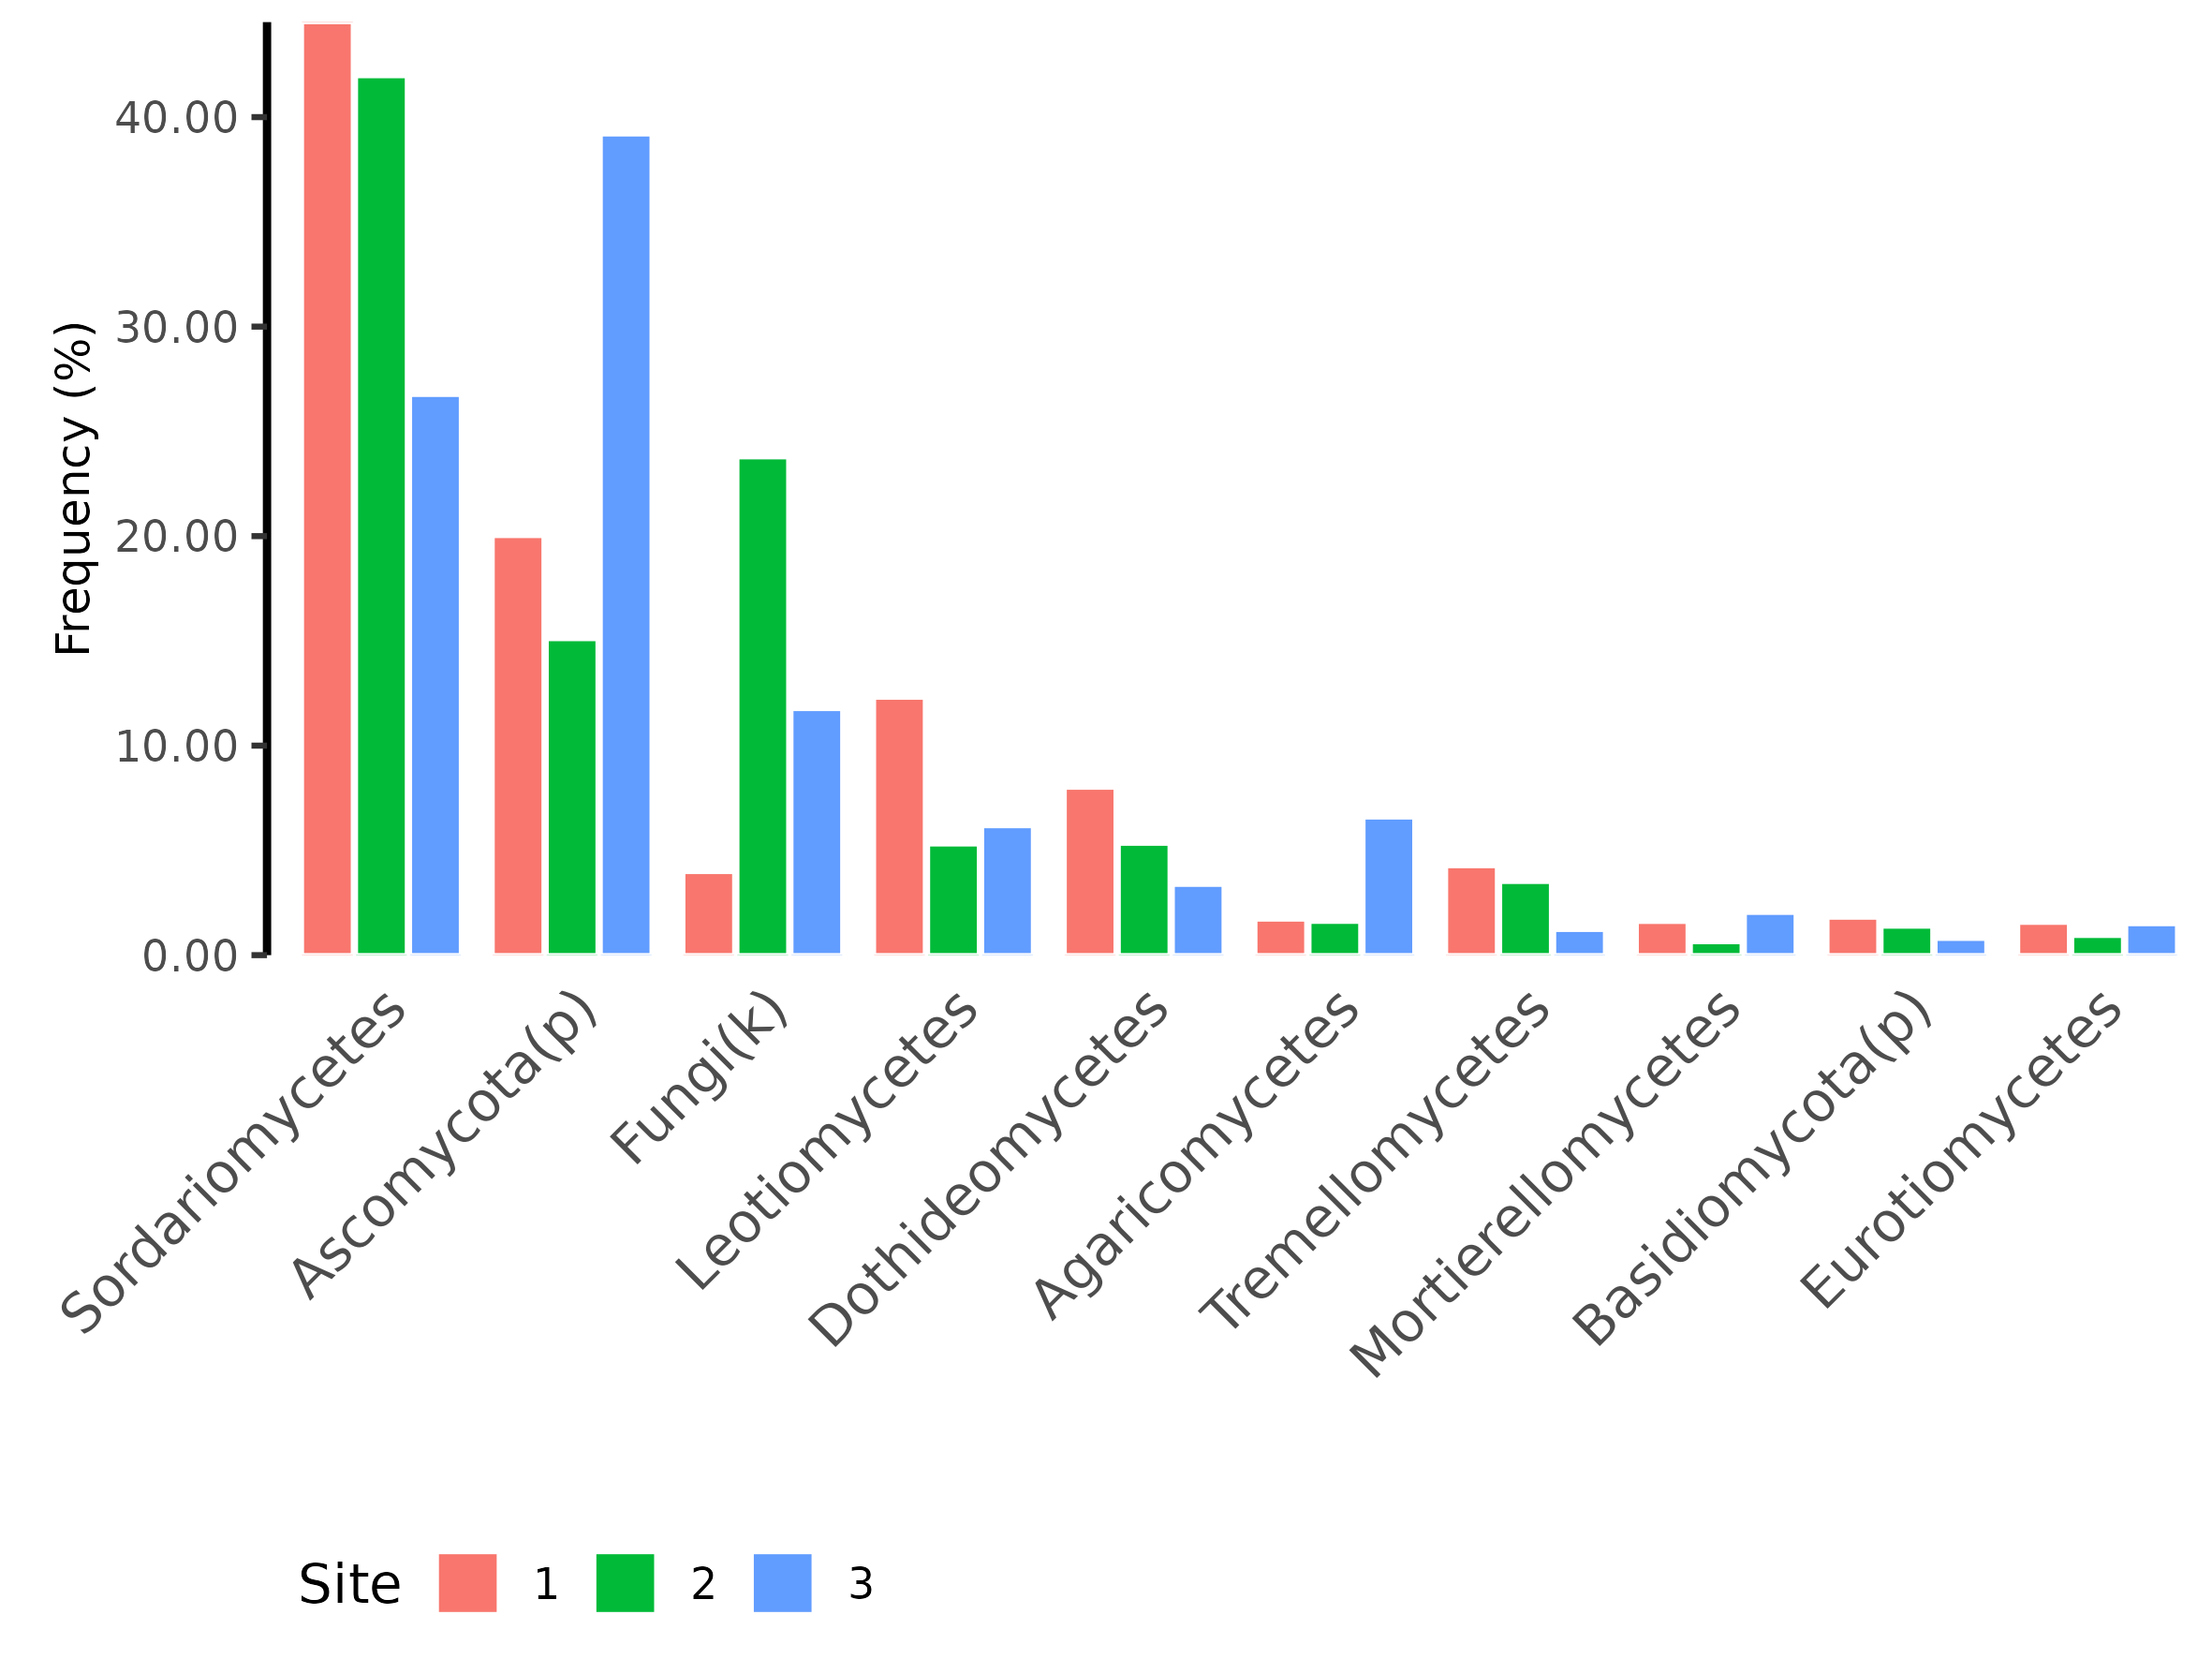 Frequency (%)
40.00
30.00
20.00
10.00
0.00
Sordariomycetes
Ascomycota(p)
Fungi(k)
Leotiomycetes
Dothideomycetes
Agaricomycetes
Tremellomycetes
Mortierellomycetes
Basidiomycota(p)
Eurotiomycetes
Site 1 2 3